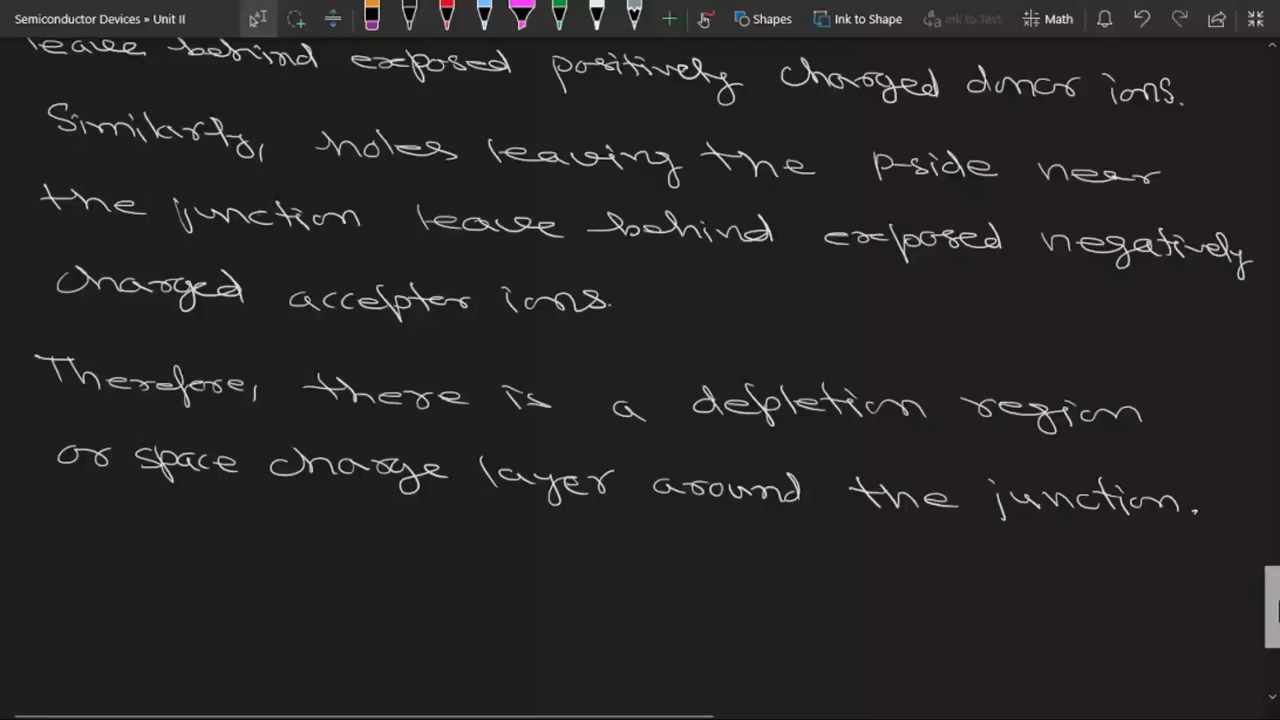 Semiconductor Devices » Unit II
Shapes
Ink to Shape
Ink to Text
Math
leave behind exposed positively charged donor ions.
Similarly, holes leaving the p-side near
the junction leave behind exposed negatively
charged accepter ions.
Therefore, there is a depletion region
or space charge layer around the junction.